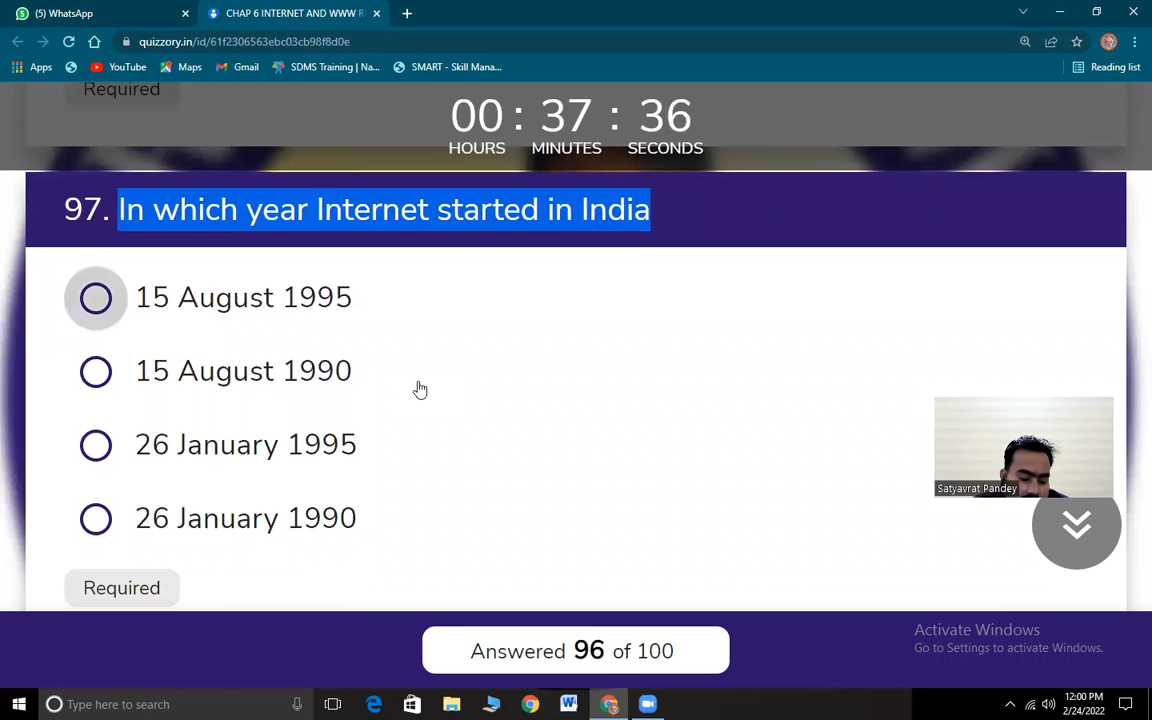 (5) WhatsApp
CHAP 6 INTERNET AND WWW R
quizzory.in/id/61f2306563ebc03cb98f8d0e
Apps
YouTube
Maps
Gmail
SDMS Training | Na...
SMART - Skill Mana...
Reading list
Required
00 : 37 : 36
HOURS MINUTES SECONDS
97. In which year Internet started in India
15 August 1995
15 August 1990
26 January 1995
26 January 1990
Satyavrat Pandey
Required
Answered 96 of 100
Activate Windows
Go to Settings to activate Windows.
Type here to search
12:00 PM
2/24/2022